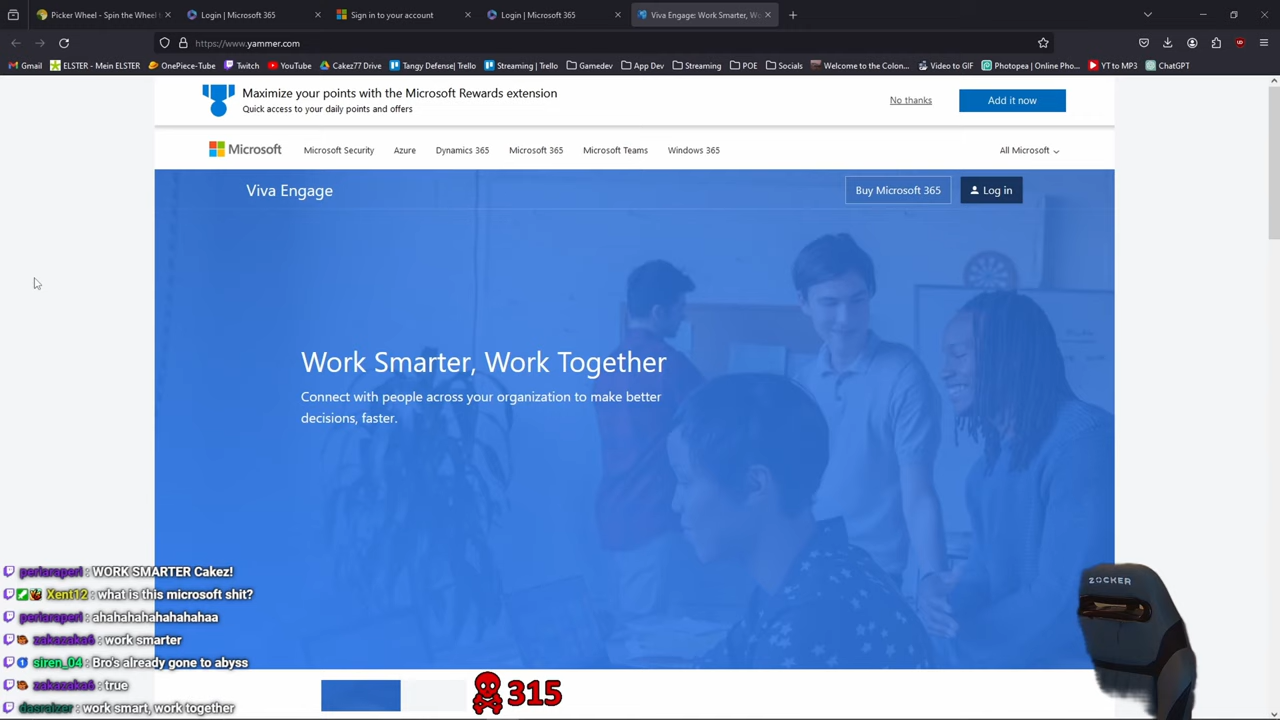 Picker Wheel - Spin the Wheel t
Login | Microsoft 365
Sign in to your account
Login | Microsoft 365
Viva Engage: Work Smarter, W
https://www.yammer.com
Gmail
ELSTER - Mein ELSTER
OnePiece-Tube
Twitch
YouTube
Cakez77 Drive
Tangy Defense| Trello
Streaming | Trello
Gamedev
App Dev
Streaming
POE
Socials
Welcome to the Colon...
Video to GIF
Photopea | Online Pho...
YT to MP3
ChatGPT
Maximize your points with the Microsoft Rewards extension
Quick access to your daily points and offers
No thanks
Add it now
Microsoft
Microsoft Security
Azure
Dynamics 365
Microsoft 365
Microsoft Teams
Windows 365
All Microsoft
Viva Engage
Buy Microsoft 365
Log in
Work Smarter, Work Together
Connect with people across your organization to make better
decisions, faster.
periaraperi : WORK SMARTER Cakez!
Xent12 : what is this microsoft shit?
periaraperi : ahahahahahahahaa
zakazaka6 : work smarter
siren_04 : Bro's already gone to abyss
zakazaka6 : true
dasraizer : work smart, work together
315
ZOCKER